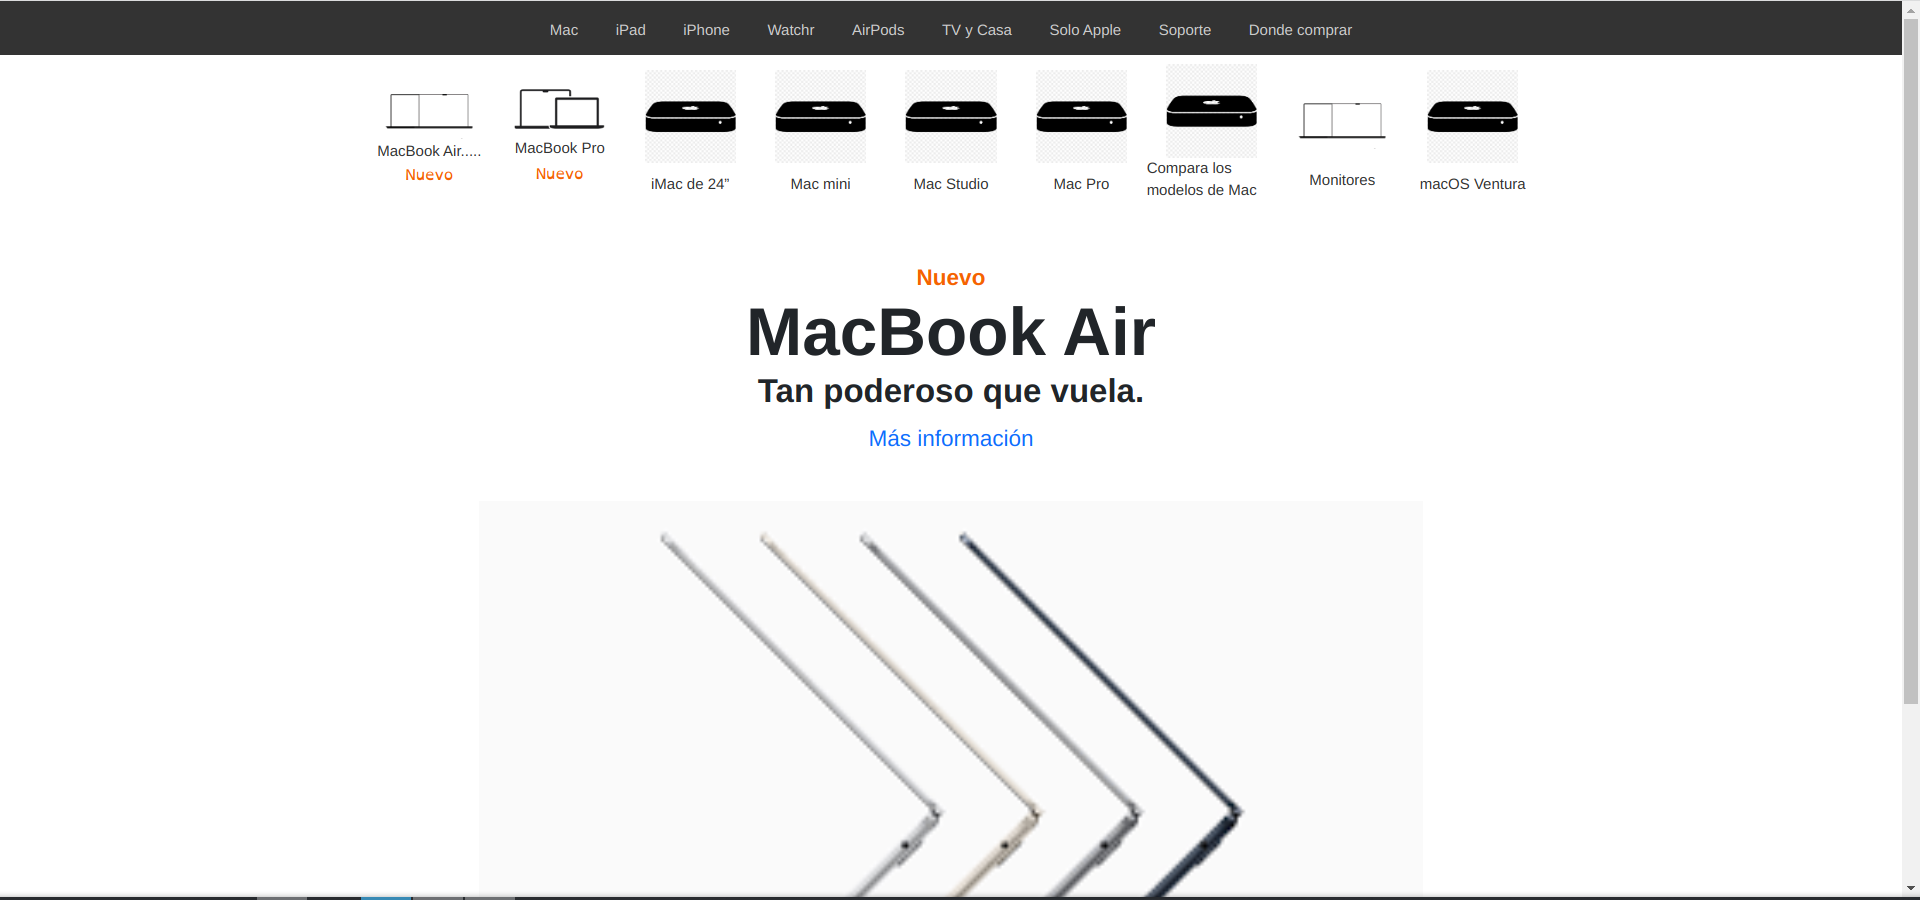 Mac iPad iPhone Watchr AirPods TV y Casa Solo Apple Soporte Donde comprar
MacBook Air.....
Nuevo
MacBook Pro
Nuevo
iMac de 24”
Mac mini
Mac Studio
Mac Pro
Compara los
modelos de Mac
Monitores
macOS Ventura
Nuevo
MacBook Air
Tan poderoso que vuela.
Más información